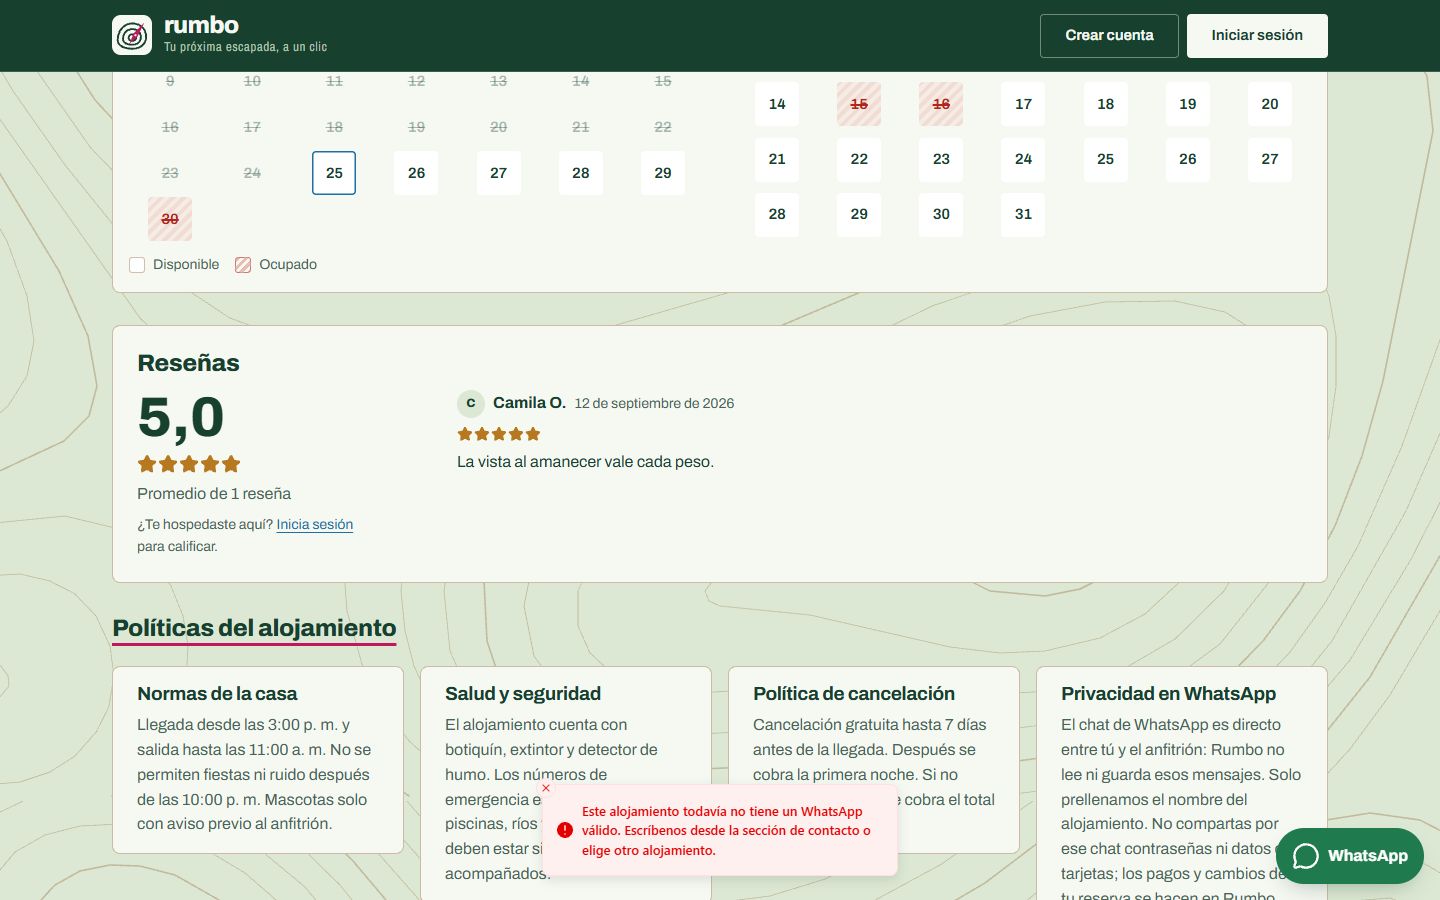 rumbo
Tu próxima escapada, a un clic
Crear cuenta
Iniciar sesión
9 10 11 12 13 14 15
16 17 18 19 20 21 22
23 24 25 26 27 28 29
30
14 15 16 17 18 19 20
21 22 23 24 25 26 27
28 29 30 31
Disponible
Ocupado
Reseñas
5,0
Promedio de 1 reseña
¿Te hospedaste aquí? Inicia sesión
para calificar.
C
Camila O. 12 de septiembre de 2026
La vista al amanecer vale cada peso.
Políticas del alojamiento
Normas de la casa
Llegada desde las 3:00 p. m. y
salida hasta las 11:00 a. m. No se
permiten fiestas ni ruido después
de las 10:00 p. m. Mascotas solo
con aviso previo al anfitrión.
Salud y seguridad
El alojamiento cuenta con
botiquín, extintor y detector de
humo. Los números de
emergencia
piscinas, ríos
deben estar
acompañados.
Política de cancelación
Cancelación gratuita hasta 7 días
antes de la llegada. Después se
cobra la primera noche. Si no
cobra el total
Privacidad en WhatsApp
El chat de WhatsApp es directo
entre tú y el anfitrión: Rumbo no
lee ni guarda esos mensajes. Solo
prellenamos el nombre del
alojamiento. No compartas por
ese chat contraseñas ni datos
tarjetas; los pagos y cambios de
tu reserva se hacen en Rumbo
Este alojamiento todavía no tiene un WhatsApp
válido. Escríbenos desde la sección de contacto o
elige otro alojamiento.
WhatsApp